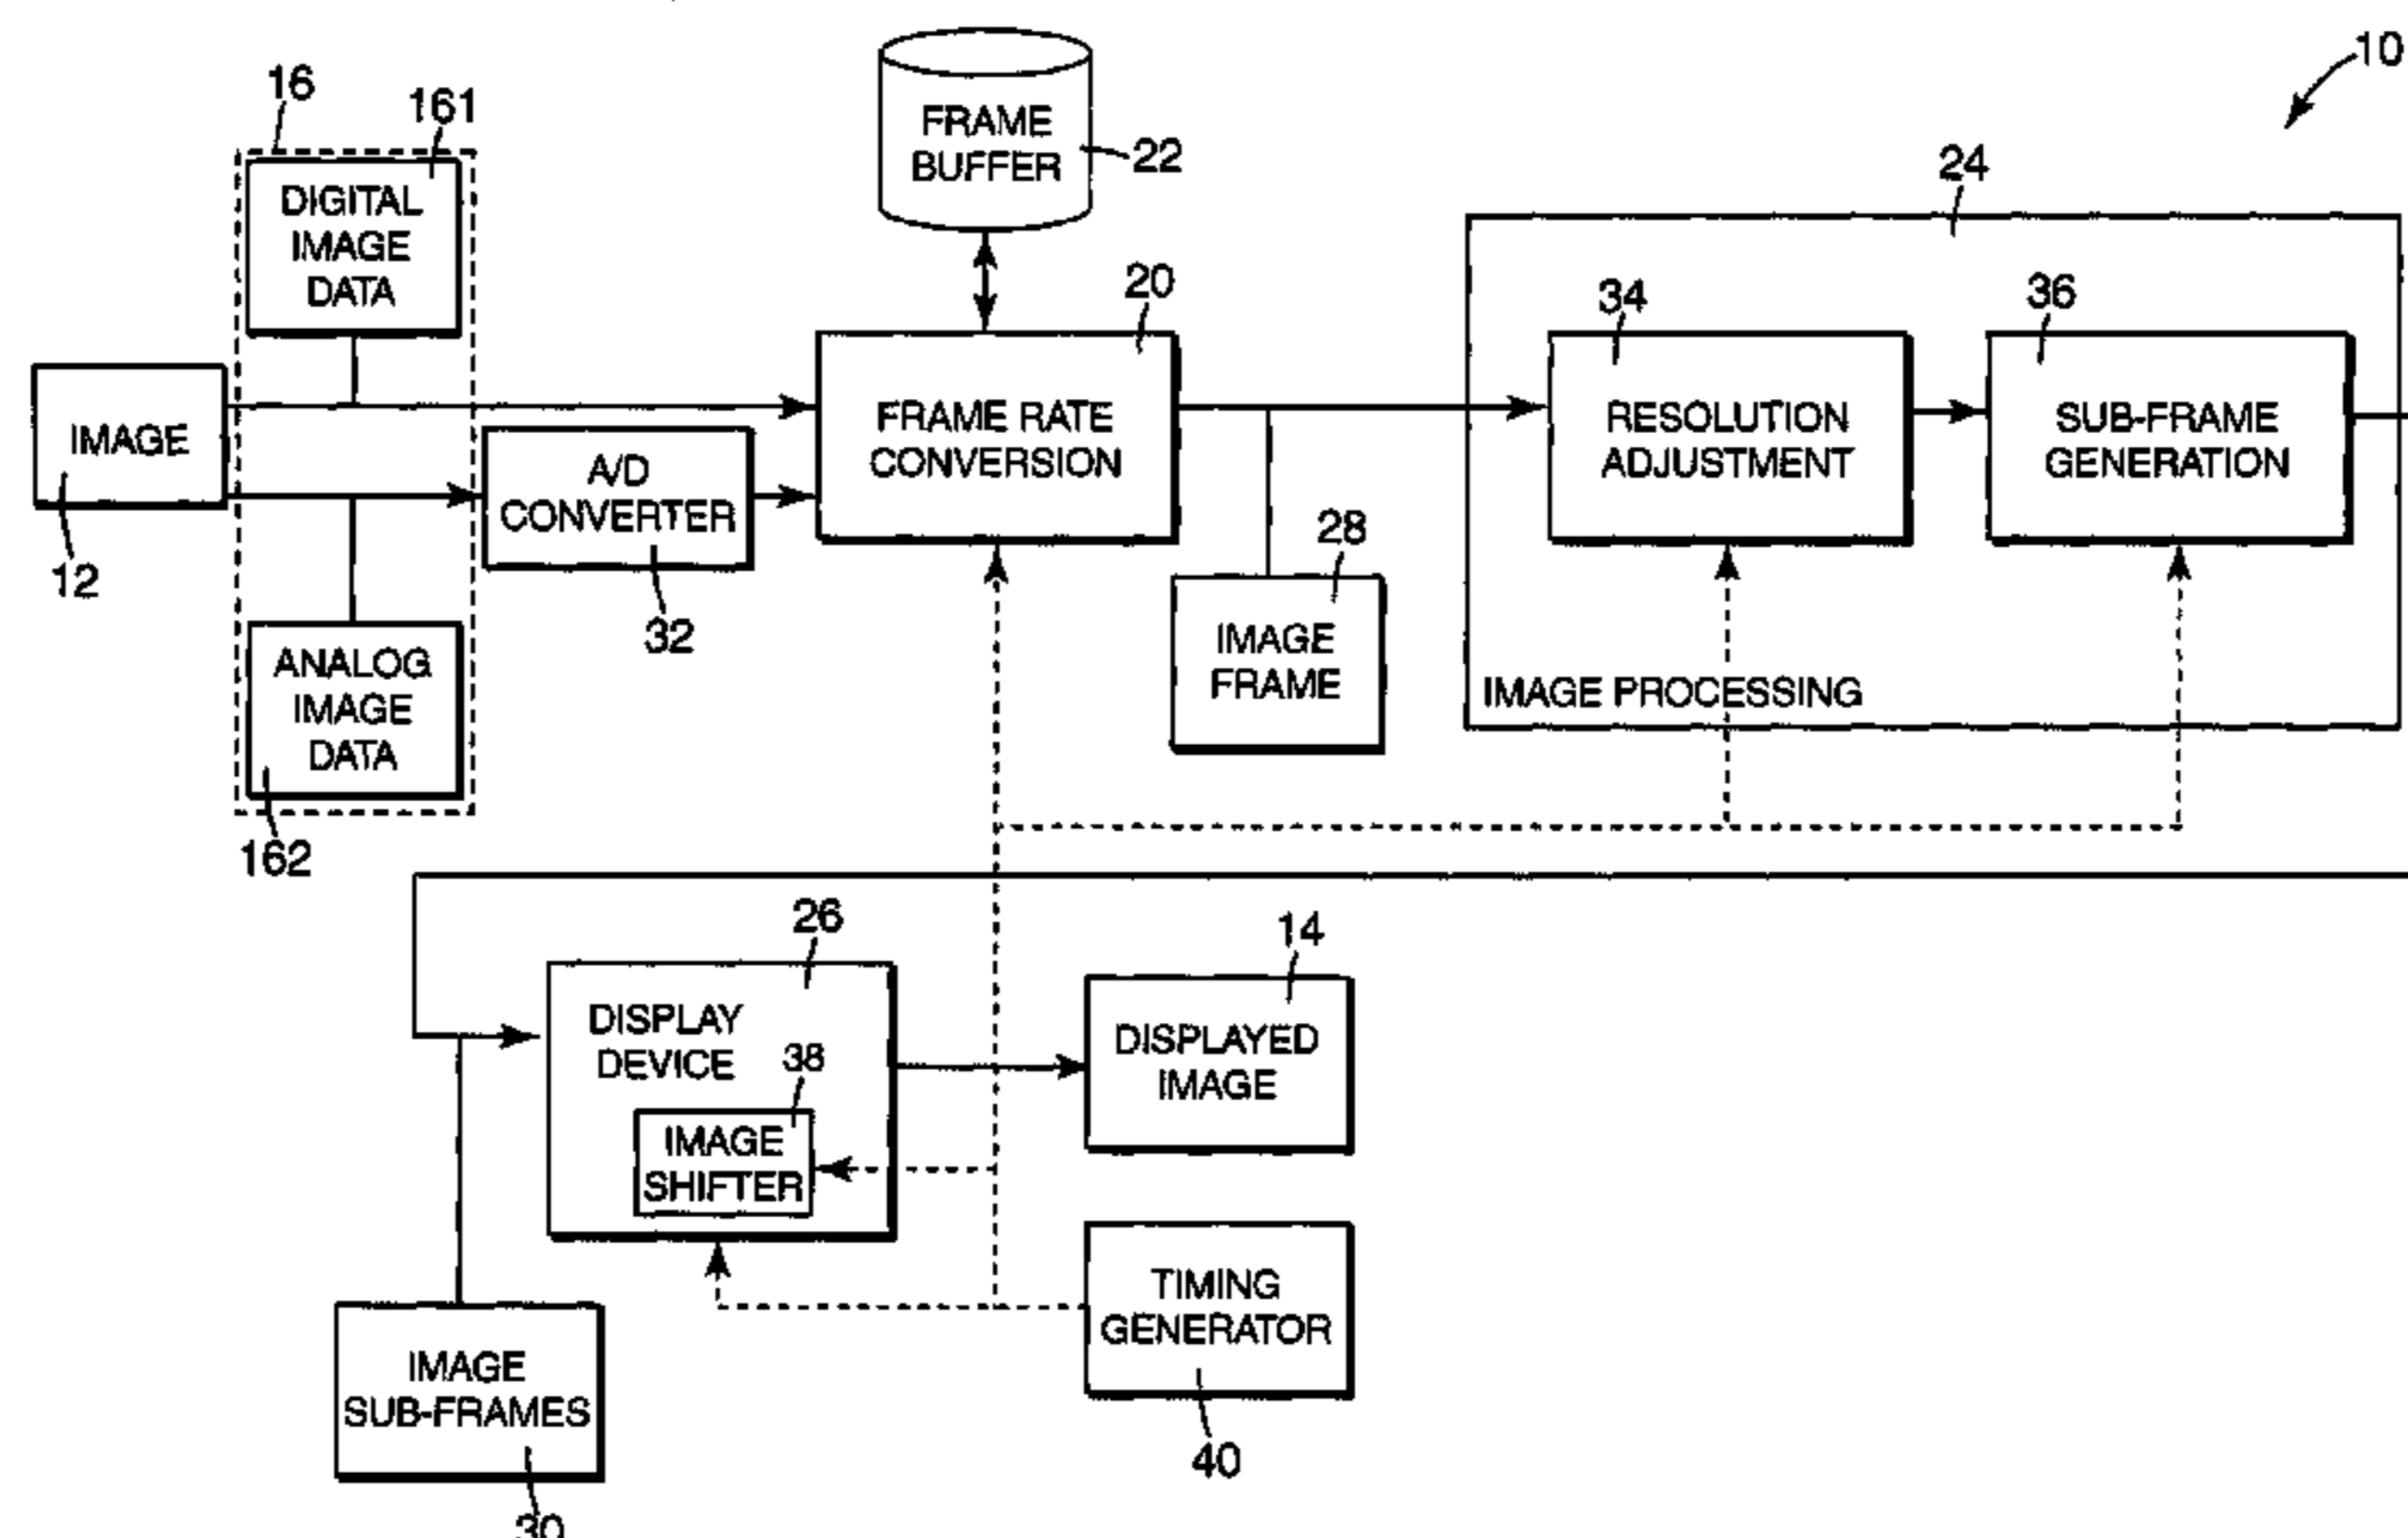 10
16
161
DIGITAL
IMAGE
DATA
FRAME
BUFFER
22
24
20
34
36
IMAGE
12
A/D
CONVERTER
32
FRAME RATE
CONVERSION
RESOLUTION
ADJUSTMENT
SUB-FRAME
GENERATION
28
IMAGE
FRAME
IMAGE PROCESSING
ANALOG
IMAGE
DATA
162
26
DISPLAY
DEVICE
38
IMAGE
SHIFTER
14
DISPLAYED
IMAGE
TIMING
GENERATOR
40
IMAGE
SUB-FRAMES
30